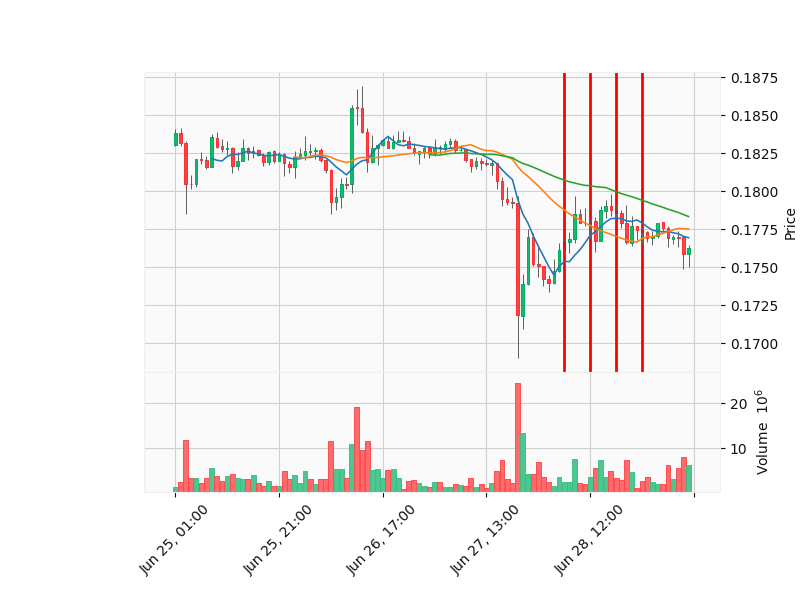 0.1875
0.1850
0.1825
0.1800
0.1775
0.1750
0.1725
0.1700
Price
20
10
Volume 10⁶
Jun 25, 01:00
Jun 25, 21:00
Jun 26, 17:00
Jun 27, 13:00
Jun 28, 12:00